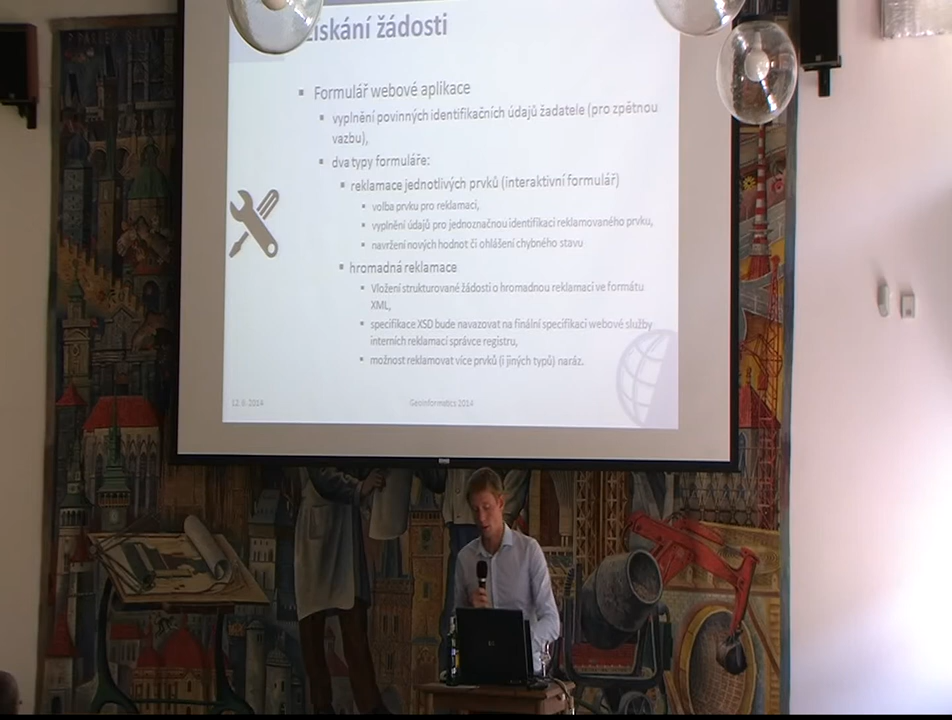 Získání žádosti
Formulář webové aplikace
vyplnění povinných identifikačních údajů žadatele (pro zpětnou
vazbu),
dva typy formuláře:
reklamace jednotlivých prvků (interaktivní formulář)
volba prvku pro reklamaci,
vyplnění údajů pro jednoznačnou identifikaci reklamovaného prvku,
navržení nových hodnot či ohlášení chybného stavu
hromadná reklamace
Vložení strukturované žádosti o hromadnou reklamaci ve formátu
XML,
specifikace XSD bude navazovat na finální specifikaci webové služby
interních reklamací správce registru,
možnost reklamovat více prvků (i jiných typů) naráz.
12. 6. 2014
Geoinformatics 2014